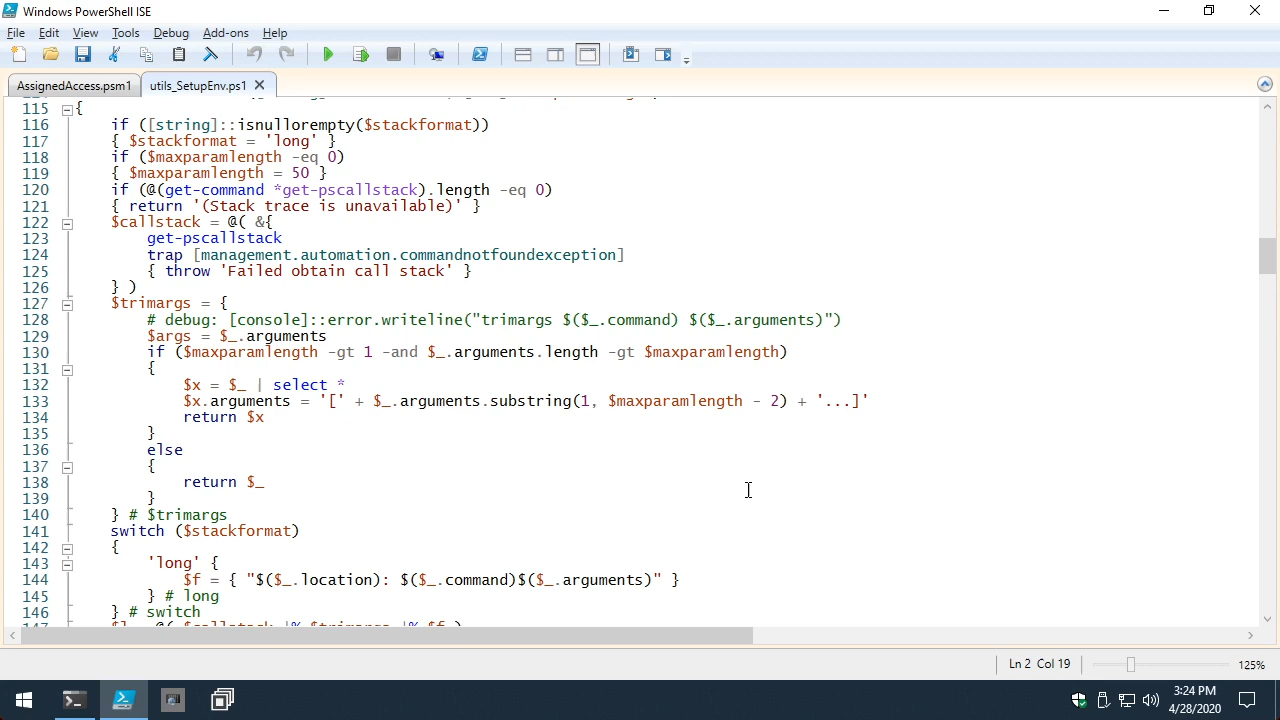 Windows PowerShell ISE
File Edit View Tools Debug Add-ons Help
AssignedAccess.psm1 utils_SetupEnv.ps1
115 {
116 if ([string]::isnullorempty($stackformat))
117 { $stackformat = 'long' }
118 if ($maxparamlength -eq 0)
119 { $maxparamlength = 50 }
120 if (@(get-command *get-pscallstack).length -eq 0)
121 { return '(Stack trace is unavailable)' }
122 $callstack = @( &{
123 get-pscallstack
124 trap [management.automation.commandnotfoundexception]
125 { throw 'Failed obtain call stack' }
126 } )
127 $trimargs = {
128 # debug: [console]::error.writeline("trimargs $($_.command) $($_.arguments)")
129 $args = $_.arguments
130 if ($maxparamlength -gt 1 -and $_.arguments.length -gt $maxparamlength)
131 {
132 $x = $_ | select *
133 $x.arguments = '[' + $_.arguments.substring(1, $maxparamlength - 2) + '...]'
134 return $x
135 }
136 else
137 {
138 return $_
139 }
140 } # $trimargs
141 switch ($stackformat)
142 {
143 'long' {
144 $f = { "$($_.location): $($_.command)$($_.arguments)" }
145 } # long
146 } # switch
Ln 2 Col 19 125%
3:24 PM
4/28/2020